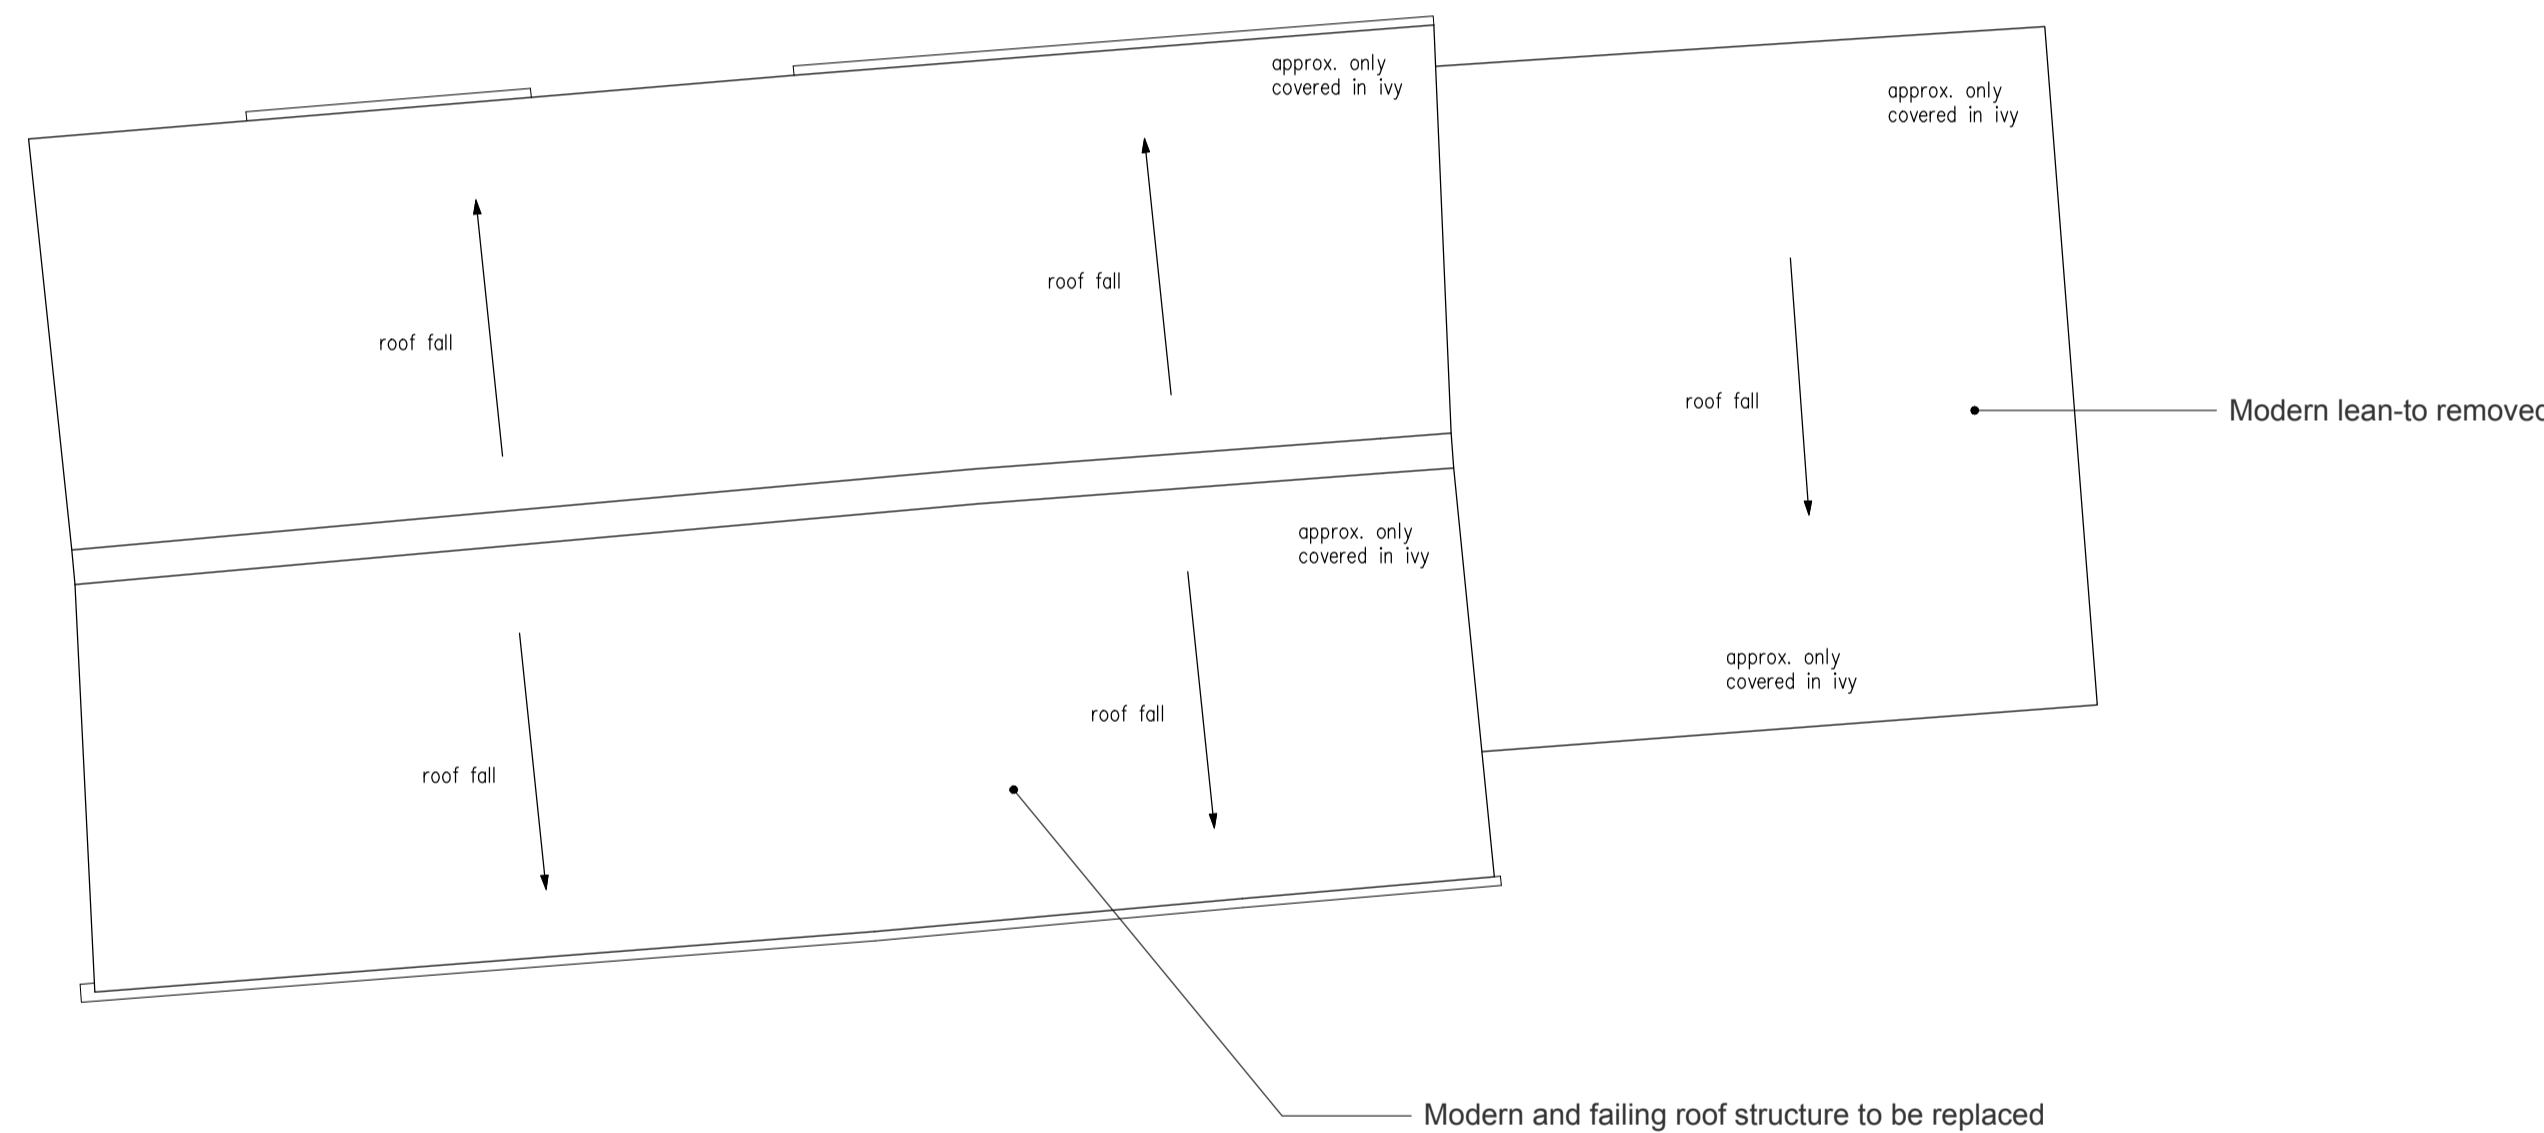 approx. only
covered in ivy
approx. only
covered in ivy
roof fall
roof fall
roof fall
Modern lean-to removed
approx. only
covered in ivy
approx. only
covered in ivy
roof fall
roof fall
Modern and failing roof structure to be replaced